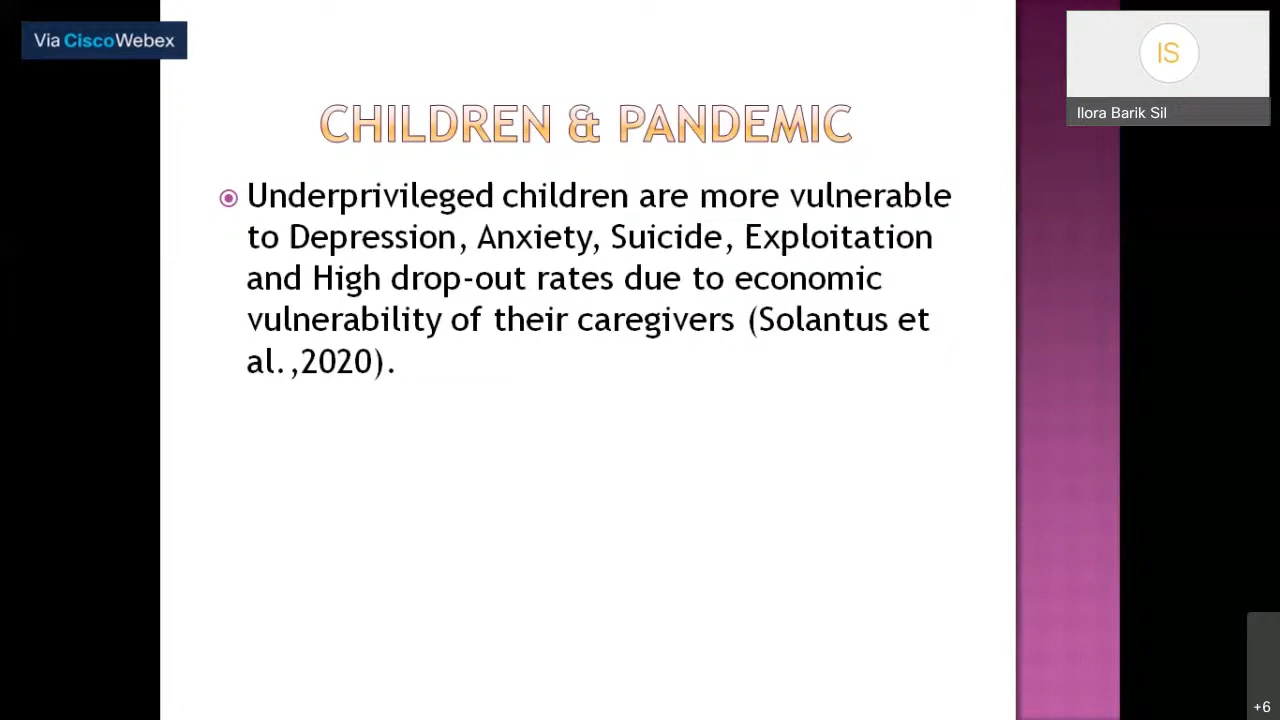 Via CiscoWebex
IS
Ilora Barik Sil
CHILDREN & PANDEMIC
Underprivileged children are more vulnerable
to Depression, Anxiety, Suicide, Exploitation
and High drop-out rates due to economic
vulnerability of their caregivers (Solantus et
al.,2020).
+6